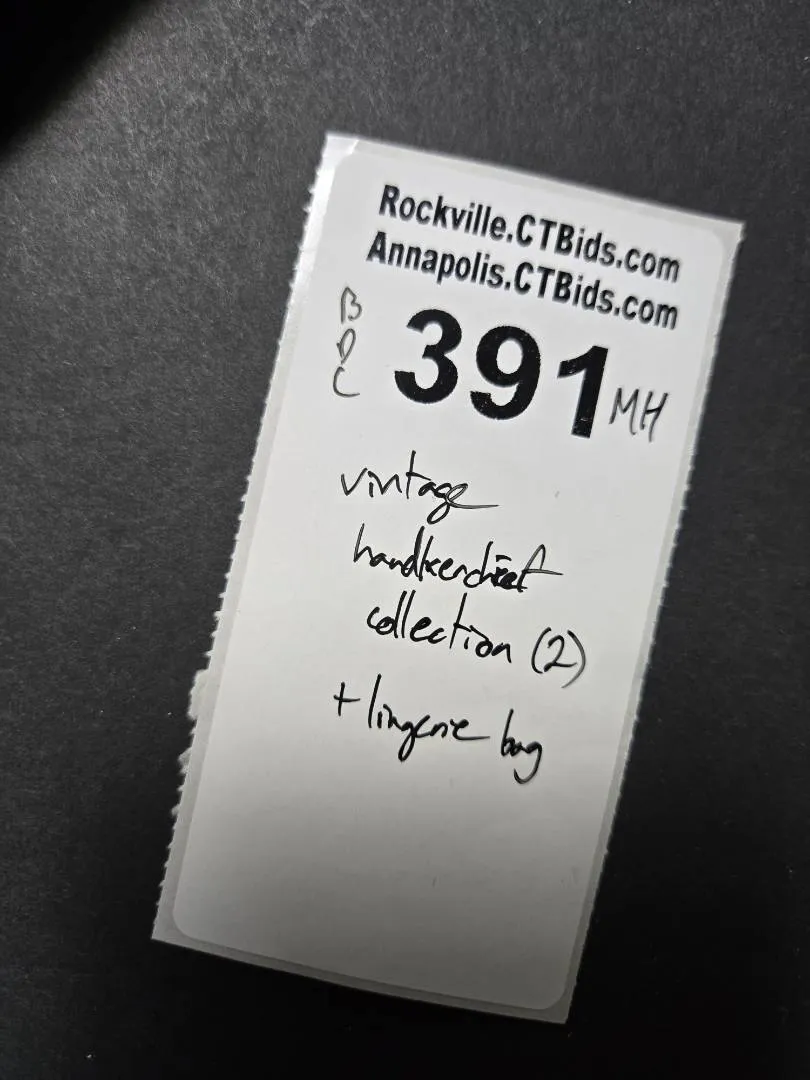 Rockville.CTBids.com
Annapolis.CTBids.com
B
D
C
391 MH
vintage
handkerchief
collection (2)
+ lingerie bag